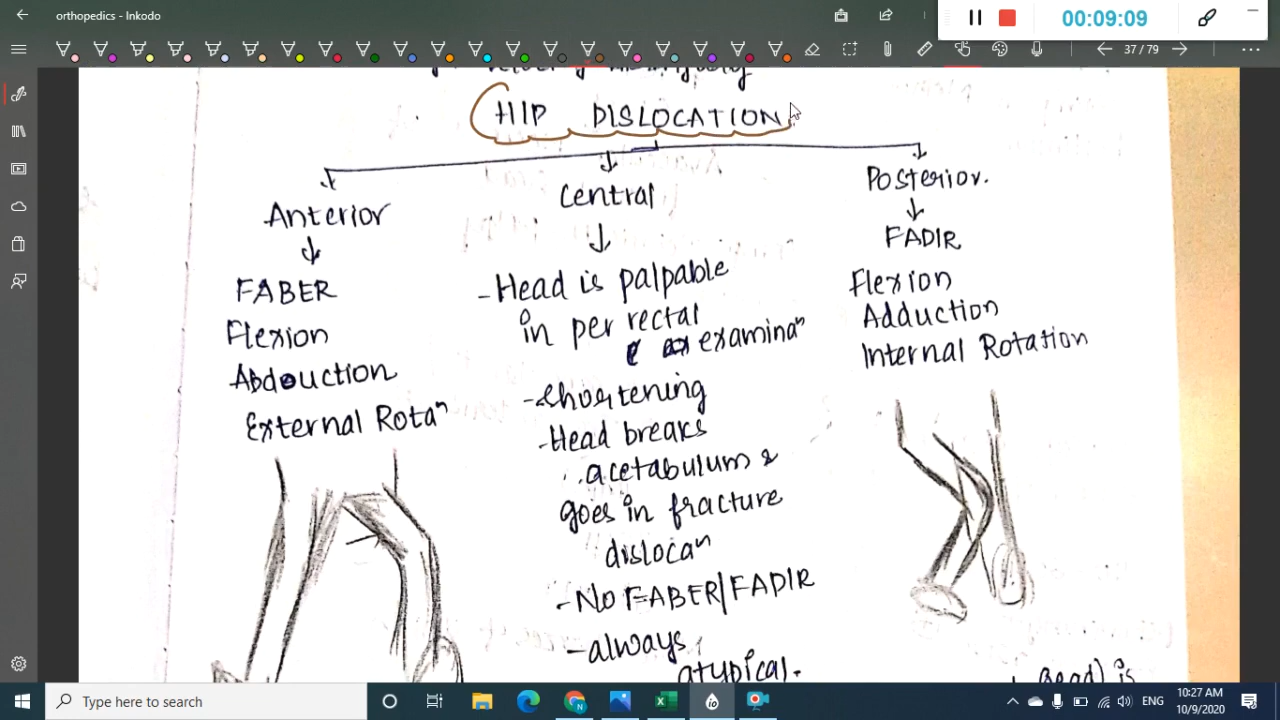 orthopedics - Inkodo
00:09:09
37 / 79
HIP DISLOCATION
Anterior
FABER
Flexion
Abduction
External Rotaⁿ
Central
- Head is palpable
in per rectal
examinaⁿ
- Shortening
- Head breaks
acetabulum &
goes in fracture
dislocaⁿ
- No FABER/FADIR
- always
atypical.
Posterior.
FADIR
Flexion
Adduction
Internal Rotation
head) is
Type here to search
ENG
10:27 AM
10/9/2020